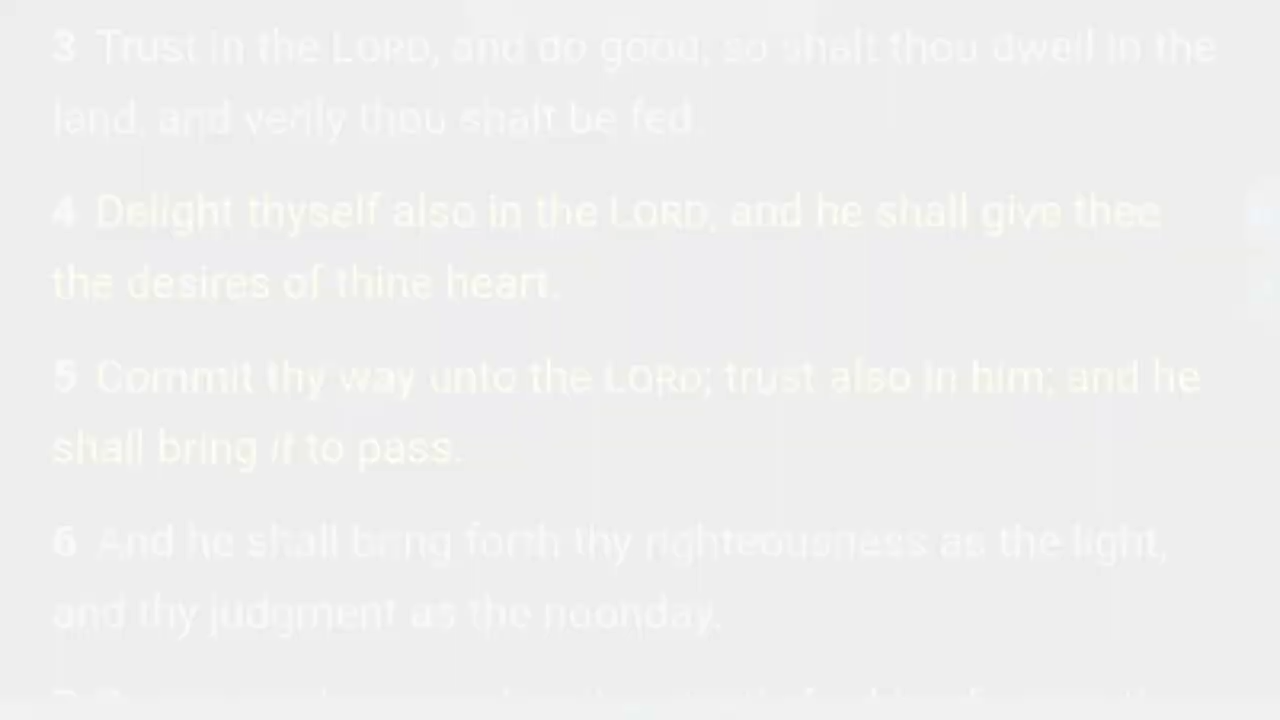 3 Trust in the LORD, and do good; so shalt thou dwell in the
land, and verily thou shalt be fed.
4 Delight thyself also in the LORD; and he shall give thee
the desires of thine heart.
5 Commit thy way unto the LORD; trust also in him; and he
shall bring it to pass.
6 And he shall bring forth thy righteousness as the light,
and thy judgment as the noonday.